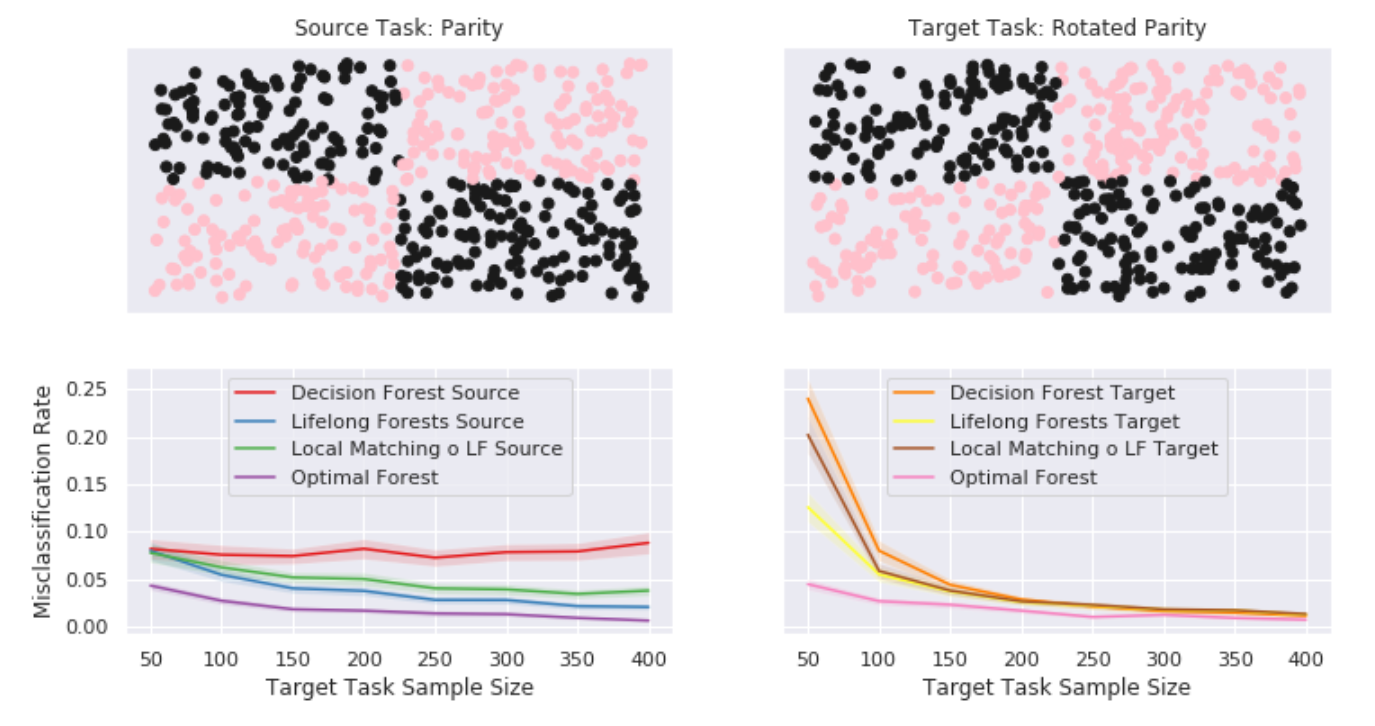 Source Task: Parity
Target Task: Rotated Parity
Misclassification Rate
0.25
0.20
0.15
0.10
0.05
0.00
Decision Forest Source
Lifelong Forests Source
Local Matching o LF Source
Optimal Forest
50 100 150 200 250 300 350 400
Target Task Sample Size
Decision Forest Target
Lifelong Forests Target
Local Matching o LF Target
Optimal Forest
50 100 150 200 250 300 350 400
Target Task Sample Size